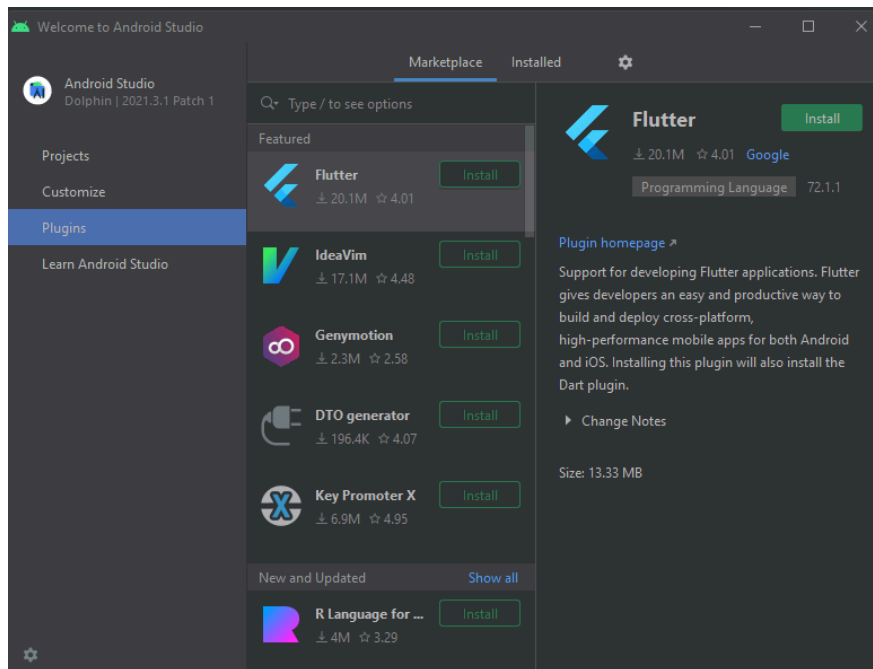 Welcome to Android Studio
Android Studio
Dolphin | 2021.3.1 Patch 1
Projects
Customize
Plugins
Learn Android Studio
Marketplace Installed
Type / to see options
Featured
Flutter Install
20.1M 4.01
IdeaVim Install
17.1M 4.48
Genymotion Install
2.3M 2.58
DTO generator Install
196.4K 4.07
Key Promoter X Install
6.9M 4.95
New and Updated Show all
R Language for ... Install
4M 3.29
Flutter Install
20.1M 4.01 Google
Programming Language 72.1.1
Plugin homepage
Support for developing Flutter applications. Flutter
gives developers an easy and productive way to
build and deploy cross-platform,
high-performance mobile apps for both Android
and iOS. Installing this plugin will also install the
Dart plugin.
Change Notes
Size: 13.33 MB